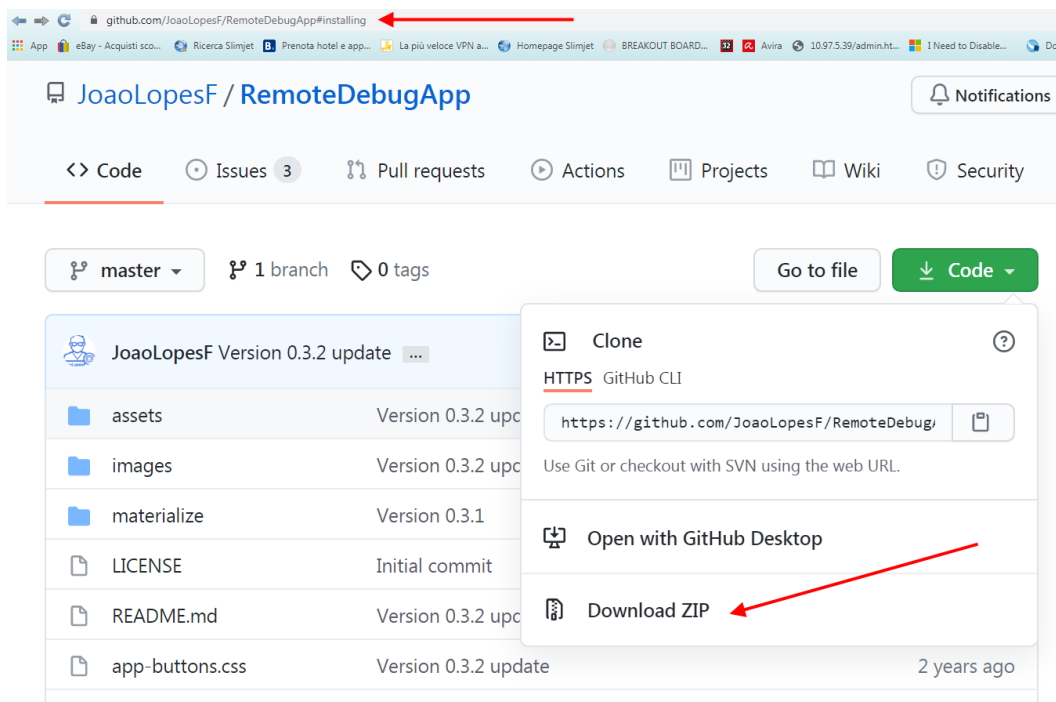 github.com/JoaoLopesF/RemoteDebugApp#installing
App eBay - Acquisti sco... Ricerca Slimjet B. Prenota hotel e app... La più veloce VPN a... Homepage Slimjet BREAKOUT BOARD... 32 Avira 10.97.5.39/admin.ht... I Need to Disable... Do
JoaoLopesF / RemoteDebugApp
Notifications
<> Code Issues 3 Pull requests Actions Projects Wiki Security
master 1 branch 0 tags Go to file Code
JoaoLopesF Version 0.3.2 update ...
Clone
HTTPS GitHub CLI
https://github.com/JoaoLopesF/RemoteDebug
Use Git or checkout with SVN using the web URL.
Open with GitHub Desktop
Download ZIP
assets Version 0.3.2 upd
images Version 0.3.2 upd
materialize Version 0.3.1
LICENSE Initial commit
README.md Version 0.3.2 upd
app-buttons.css Version 0.3.2 update 2 years ago